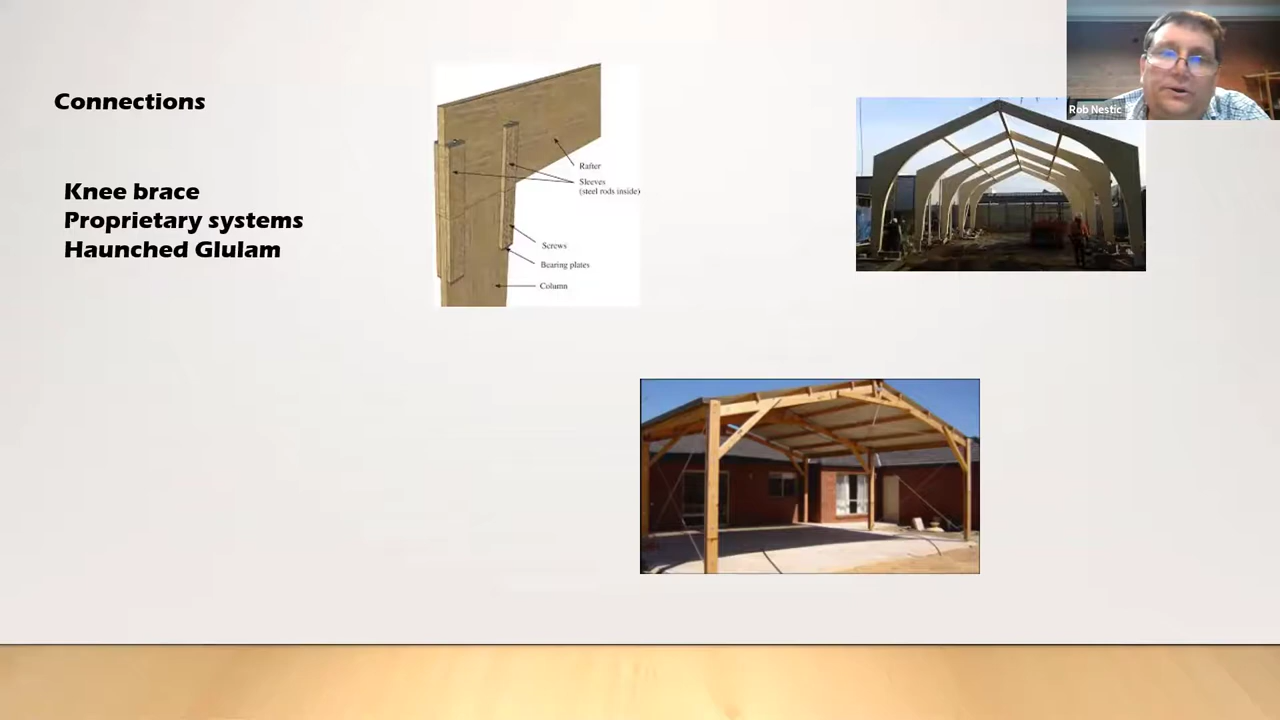 Connections
Knee brace
Proprietary systems
Haunched Glulam
Rafter
Sleeves
(steel rods inside)
Screws
Bearing plates
Column
Rob Nestic